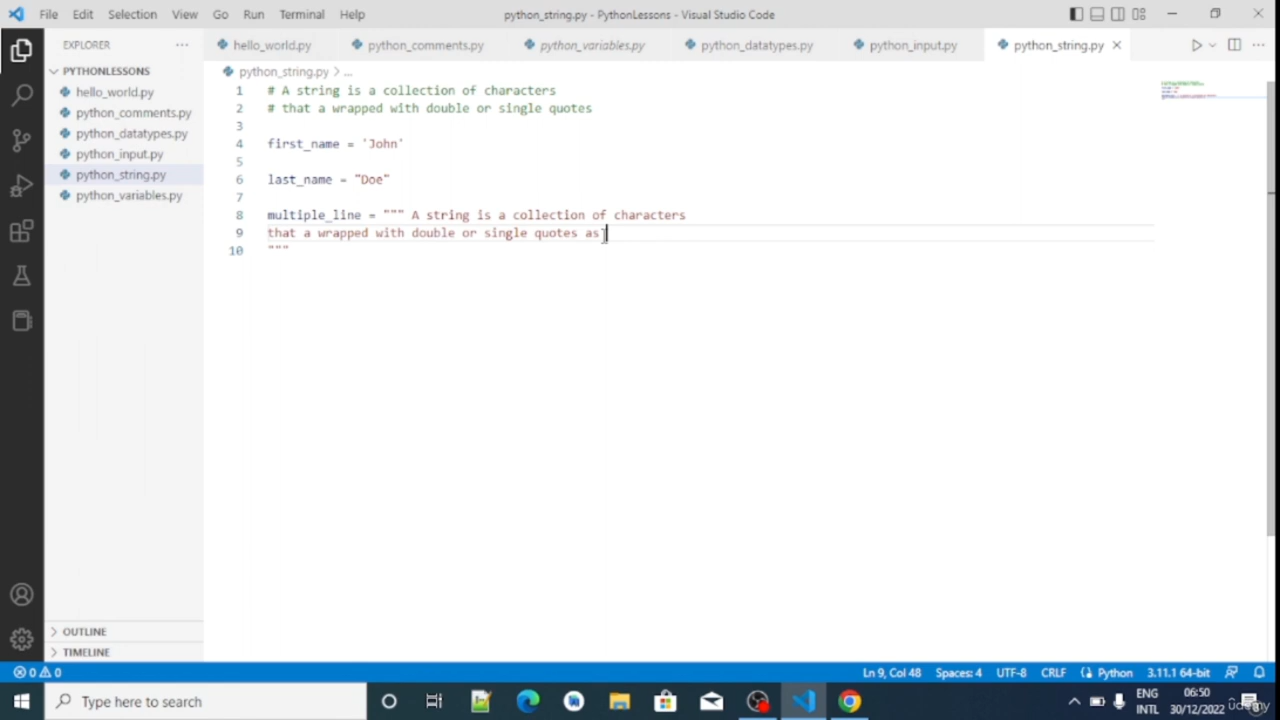 File Edit Selection View Go Run Terminal Help
python_string.py - PythonLessons - Visual Studio Code
EXPLORER
hello_world.py
python_comments.py
python_variables.py
python_datatypes.py
python_input.py
python_string.py
PYTHONLESSONS
hello_world.py
python_comments.py
python_datatypes.py
python_input.py
python_string.py
python_variables.py
python_string.py > ...
1 # A string is a collection of characters
2 # that a wrapped with double or single quotes
3
4 first_name = 'John'
5
6 last_name = "Doe"
7
8 multiple_line = """ A string is a collection of characters
9 that a wrapped with double or single quotes as
10 """
OUTLINE
TIMELINE
0 0
Ln 9, Col 48 Spaces: 4 UTF-8 CRLF Python 3.11.1 64-bit
Type here to search
ENG
INTL
06:50
30/12/2022
udemy